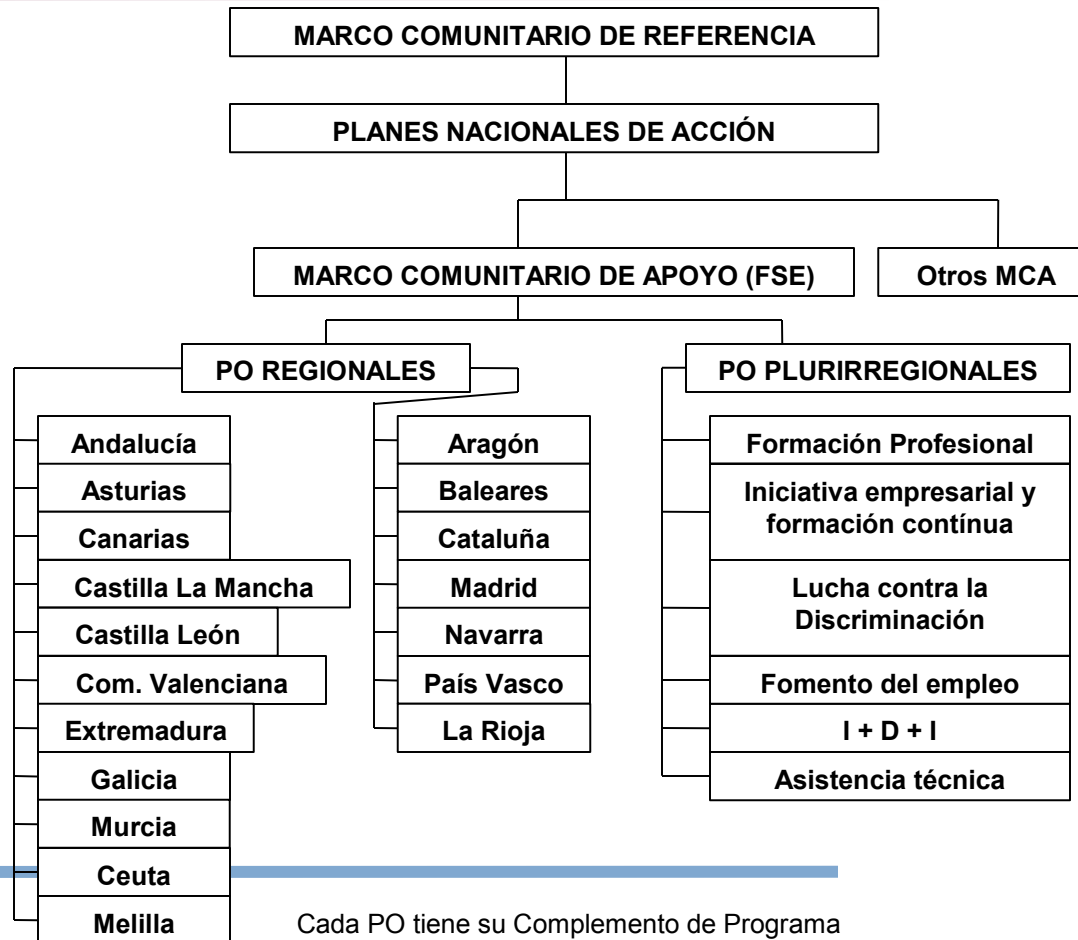 MARCO COMUNITARIO DE REFERENCIA
PLANES NACIONALES DE ACCIÓN
MARCO COMUNITARIO DE APOYO (FSE)
Otros MCA
PO REGIONALES
PO PLURIRREGIONALES
Andalucía
Asturias
Canarias
Castilla La Mancha
Castilla León
Com. Valenciana
Extremadura
Galicia
Murcia
Ceuta
Melilla
Aragón
Baleares
Cataluña
Madrid
Navarra
País Vasco
La Rioja
Formación Profesional
Iniciativa empresarial y
formación contínua
Lucha contra la
Discriminación
Fomento del empleo
I + D + I
Asistencia técnica
Cada PO tiene su Complemento de Programa